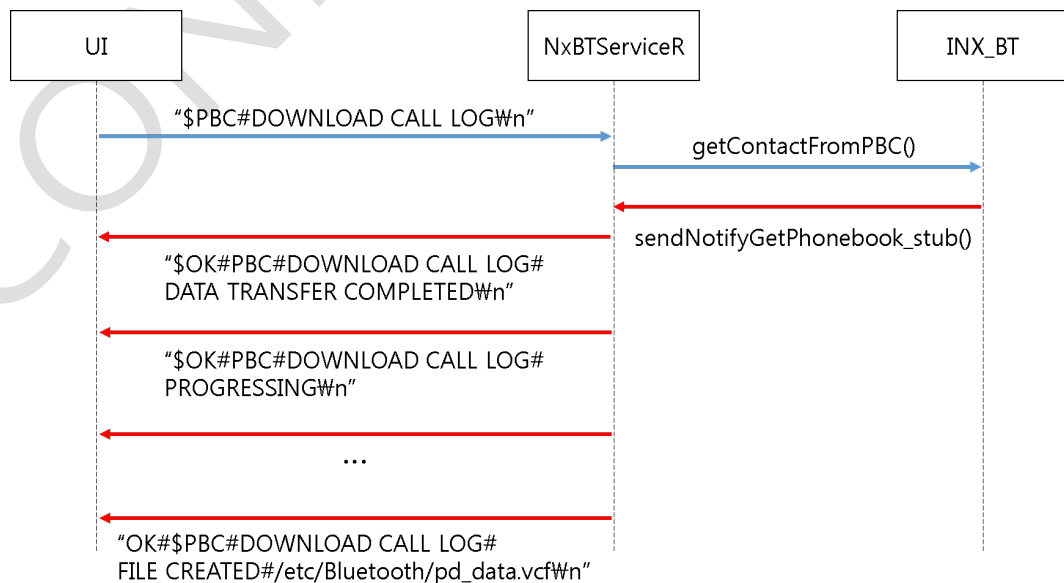 UI
NxBTServiceR
INX_BT
“$PBC#DOWNLOAD CALL LOG₩n”
getContactFromPBC()
sendNotifyGetPhonebook_stub()
“$OK#PBC#DOWNLOAD CALL LOG#
DATA TRANSFER COMPLETED₩n”
“$OK#PBC#DOWNLOAD CALL LOG#
PROGRESSING₩n”
...
“OK#$PBC#DOWNLOAD CALL LOG#
FILE CREATED#/etc/Bluetooth/pd_data.vcf₩n”